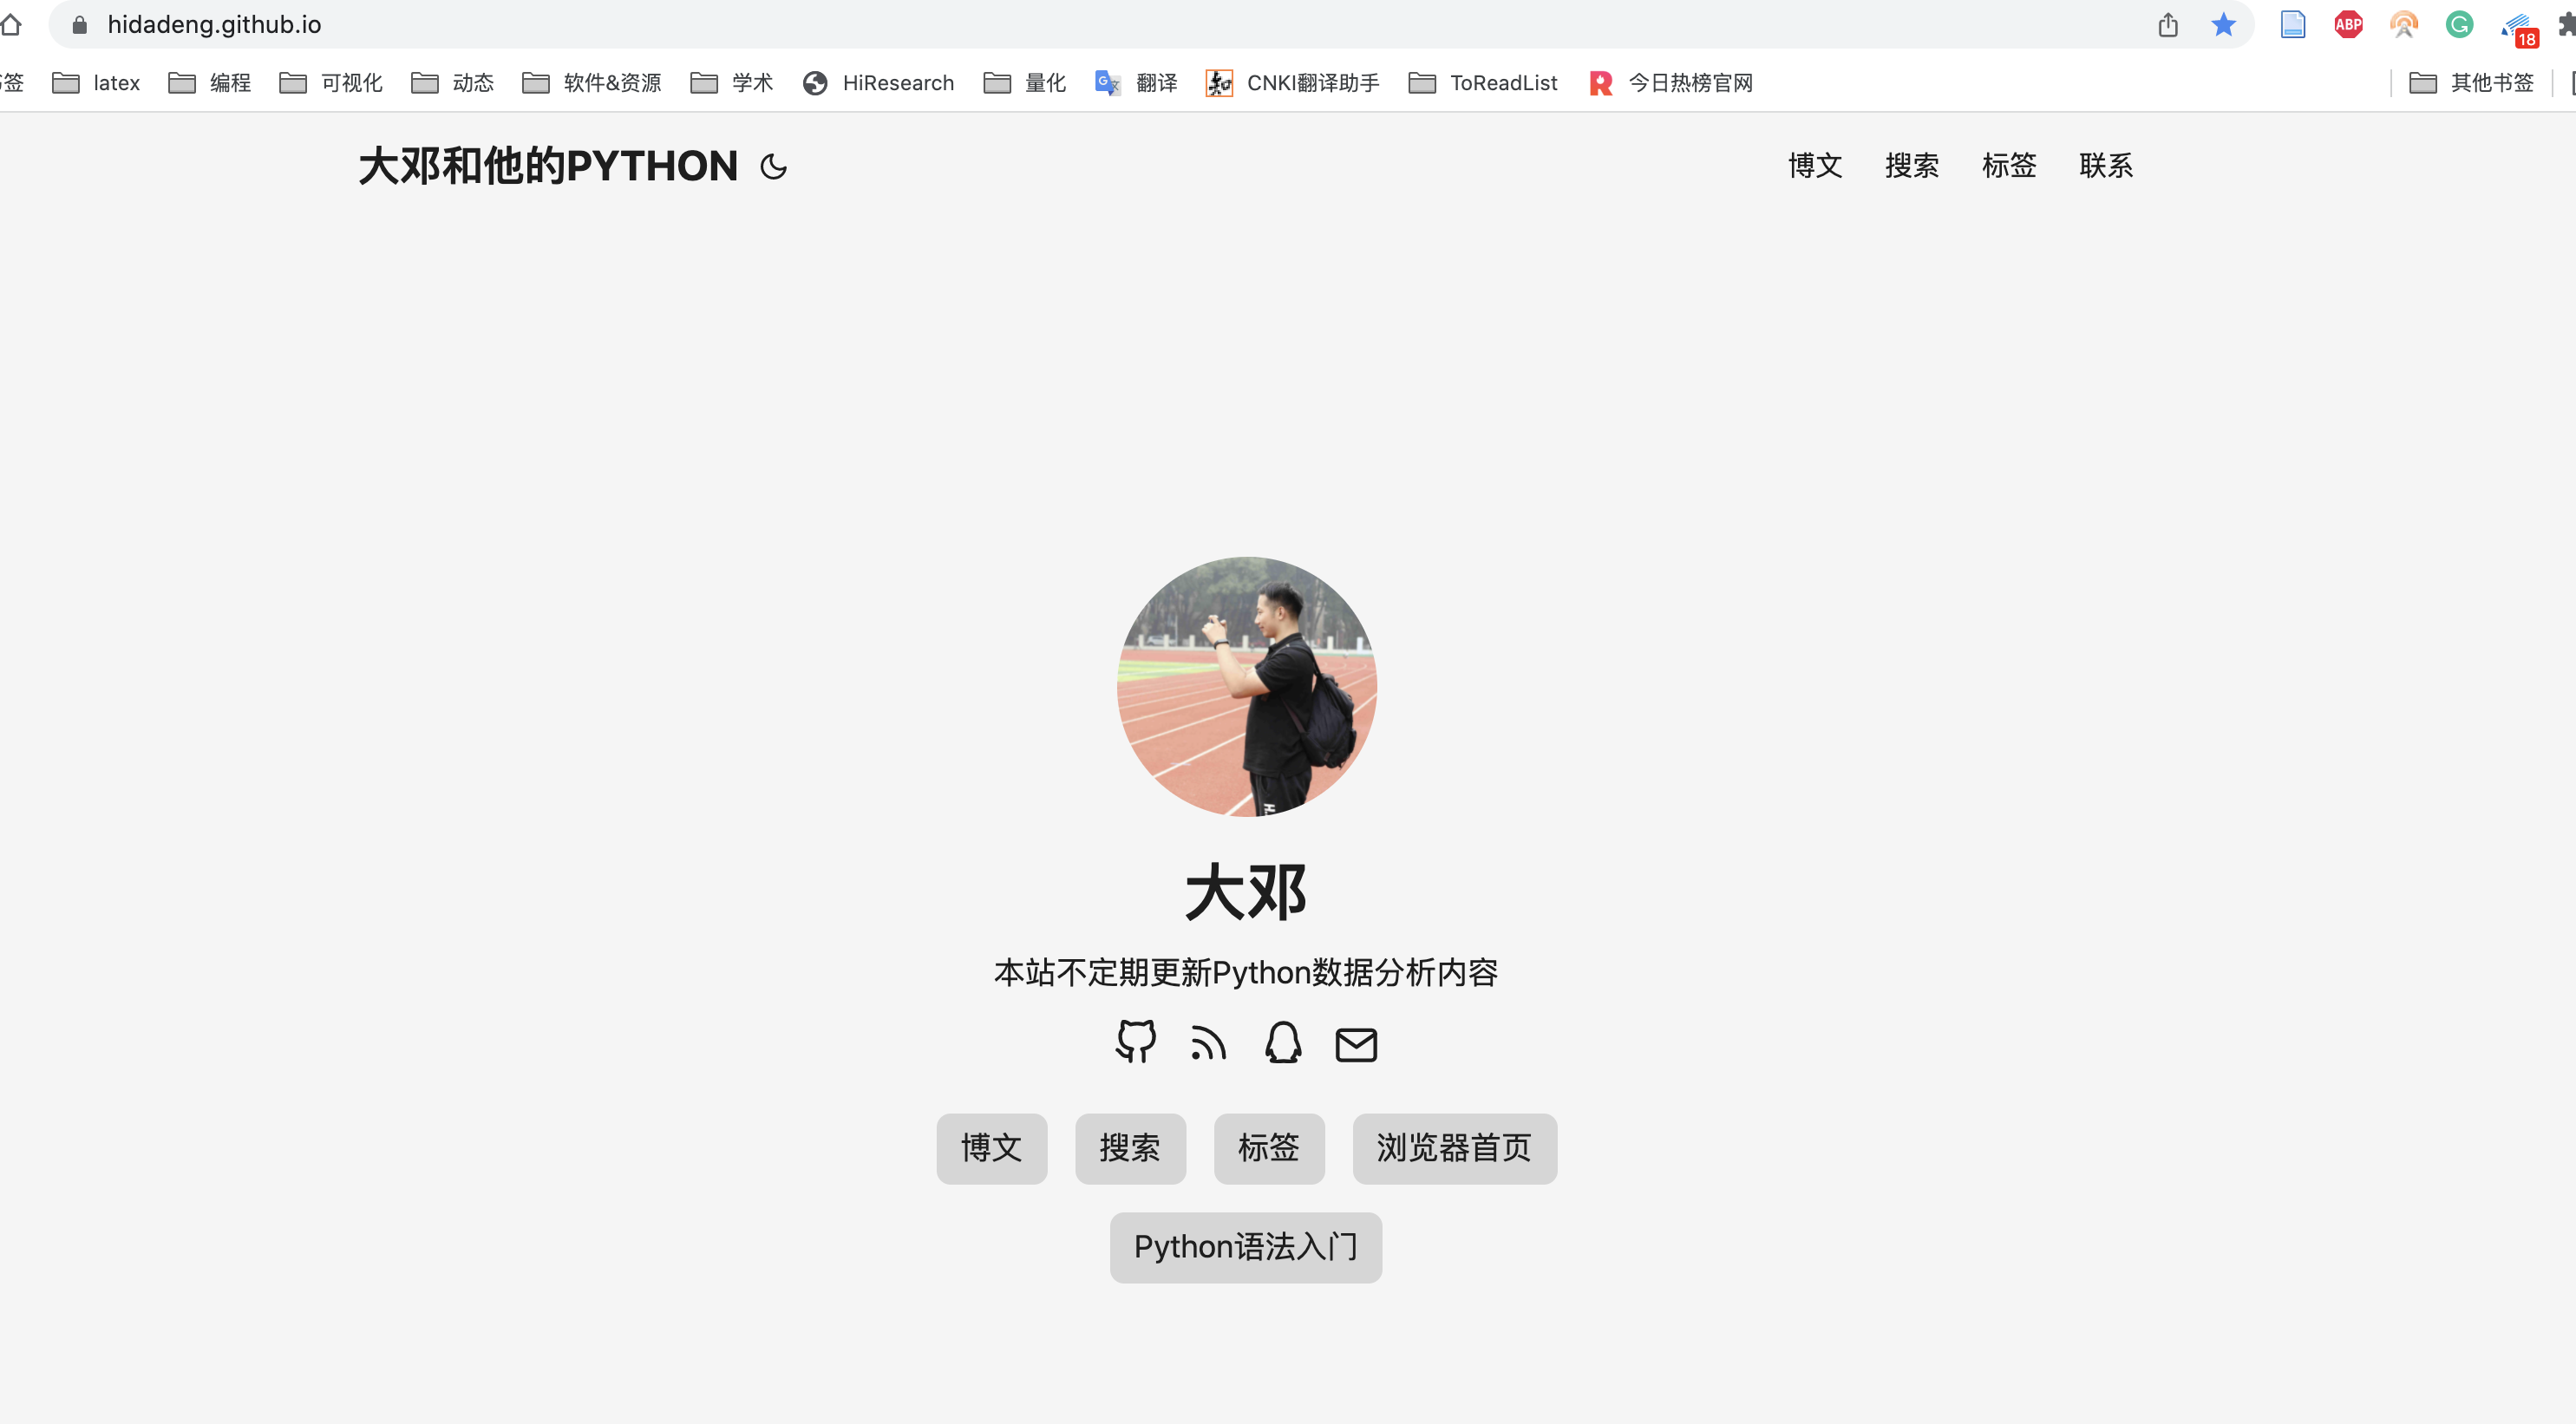 hidadeng.github.io
ABP
18
签 latex 编程 可视化 动态 软件&资源 学术 HiResearch 量化 翻译 CNKI翻译助手 ToReadList 今日热榜官网 其他书签
大邓和他的PYTHON
博文 搜索 标签 联系
大邓
本站不定期更新Python数据分析内容
博文 搜索 标签 浏览器首页
Python语法入门